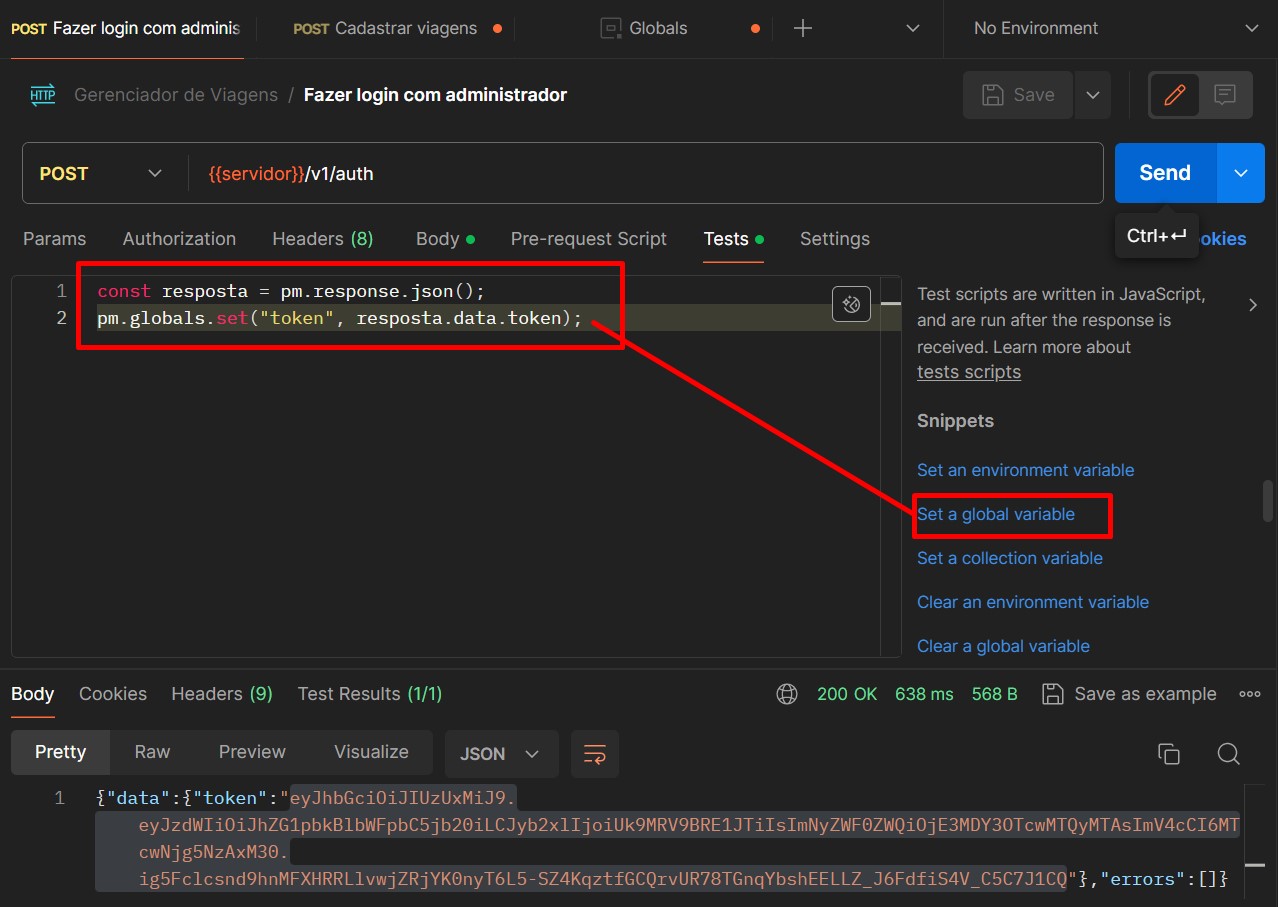 POST Fazer login com adminis
POST Cadastrar viagens
Globals
No Environment
HTTP
Gerenciador de Viagens / Fazer login com administrador
Save
POST
{{servidor}}/v1/auth
Send
Params
Authorization
Headers (8)
Body
Pre-request Script
Tests
Settings
Ctrl+↵
okies
1 const resposta = pm.response.json();
2 pm.globals.set("token", resposta.data.token);
Test scripts are written in JavaScript,
and are run after the response is
received. Learn more about
tests scripts
Snippets
Set an environment variable
Set a global variable
Set a collection variable
Clear an environment variable
Clear a global variable
Body
Cookies
Headers (9)
Test Results (1/1)
200 OK
638 ms
568 B
Save as example
Pretty
Raw
Preview
Visualize
JSON
1 {"data":{"token":"eyJhbGciOiJIUzUxMiJ9.
eyJzdWIiOiJhZG1pbkBlbWFpbC5jb20iLCJyb2xlIjoiUk9MRV9BRE1JTiIsImNyZWF0ZWQiOjE3MDY3OTcwMTQyMTAsImV4cCI6MT
cwNjg5NzAxM30.
ig5Fclcsnd9hnMFXHRRLlvwjZRjYK0nyT6L5-SZ4KqztfGCQrvUR78TGnqYbshEELLZ_J6FdfiS4V_C5C7J1CQ"},"errors":[]}